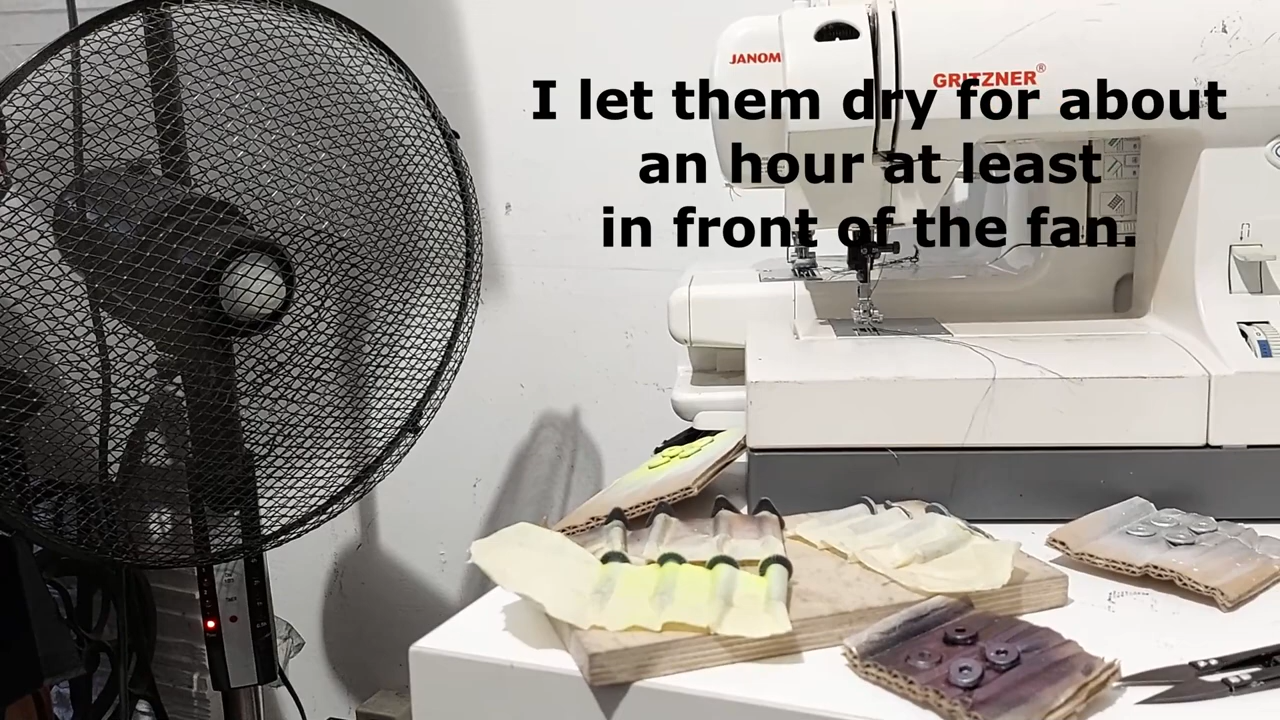 JANOM
GRITZNER®
I let them dry for about
an hour at least
in front of the fan.